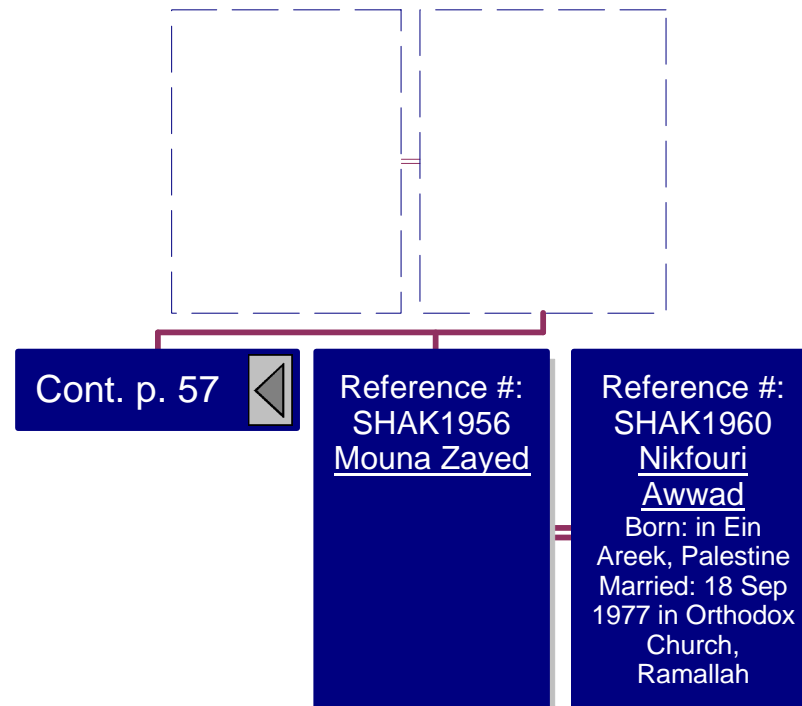 Cont. p. 57
Reference #:
SHAK1956
Mouna Zayed
Reference #:
SHAK1960
Nikfouri
Awwad
Born: in Ein
Areek, Palestine
Married: 18 Sep
1977 in Orthodox
Church,
Ramallah